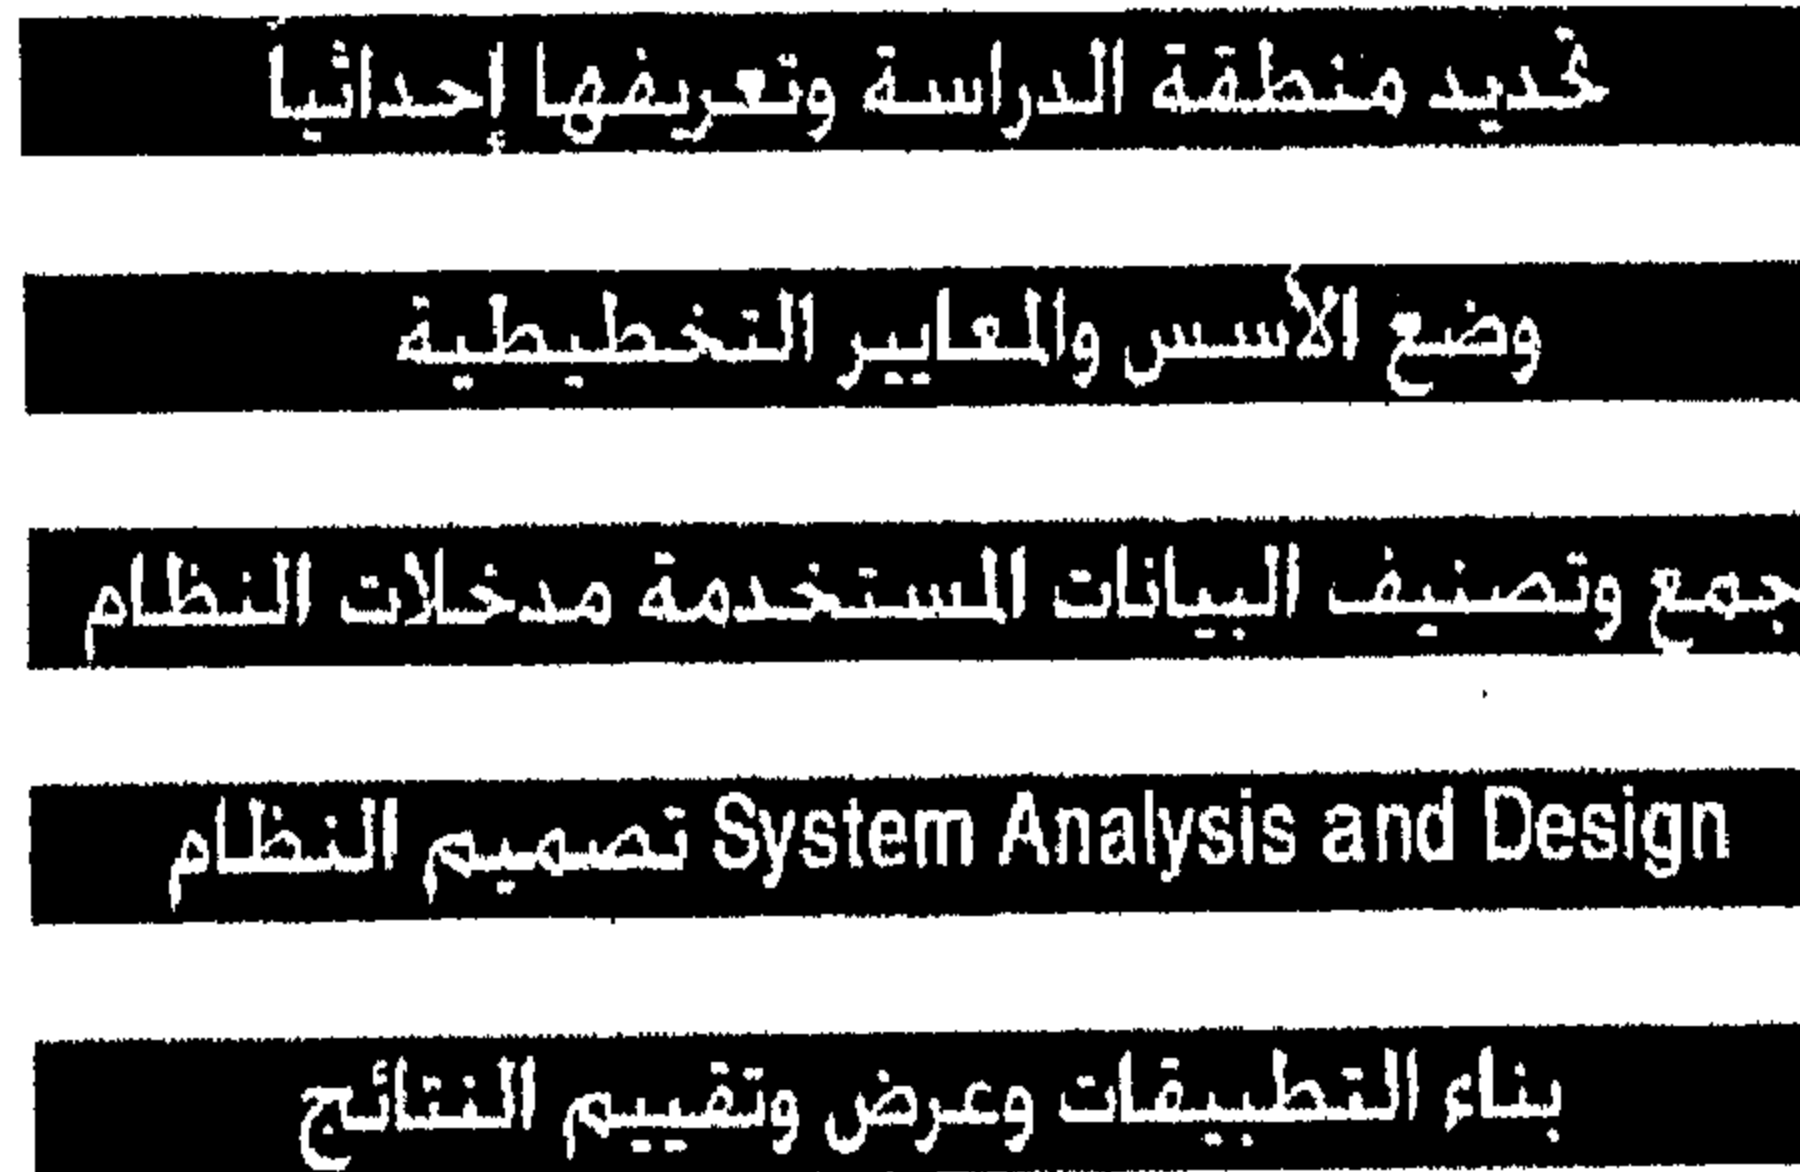 تحديد منطقة الدراسة وتعريفها إحداثياً
وضع الأسس والمعايير التخطيطية
جمع وتصنيف البيانات المستخدمة مدخلات النظام
System Analysis and Design تصميم النظام
بناء التطبيقات وعرض وتقييم النتائج